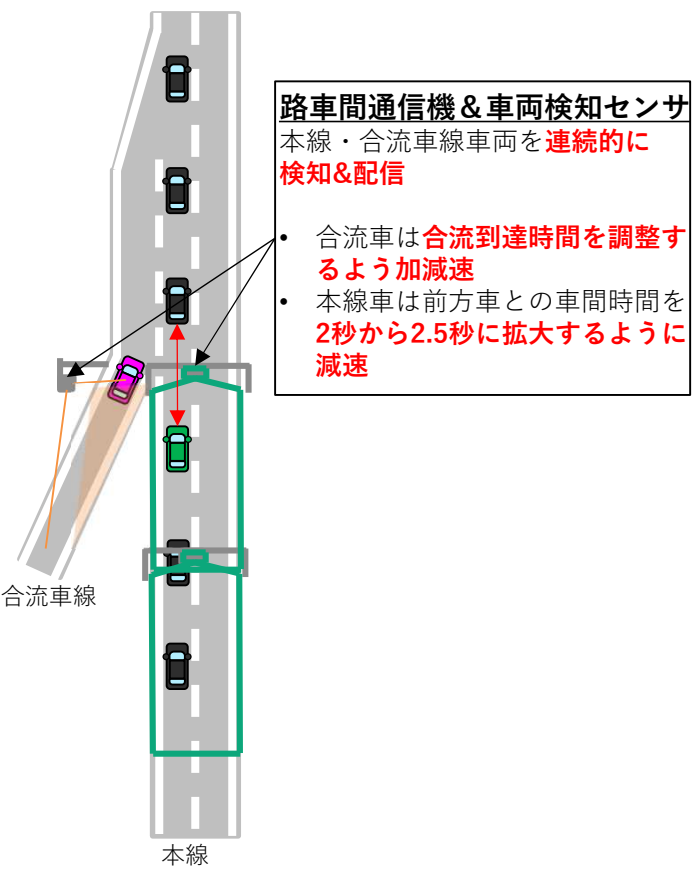 路車間通信機＆車両検知センサ
本線・合流車線車両を連続的に
検知&配信
• 合流車は合流到達時間を調整す
るよう加減速
• 本線車は前方車との車間時間を
2秒から2.5秒に拡大するように
減速
合流車線
本線